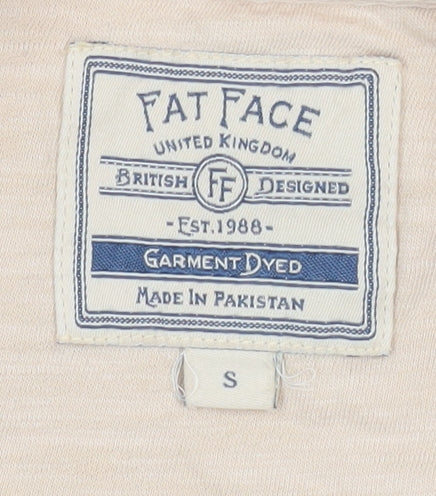 FAT FACE
UNITED KINGDOM
BRITISH FF DESIGNED
-EST.1988-
GARMENT DYED
MADE IN PAKISTAN
S